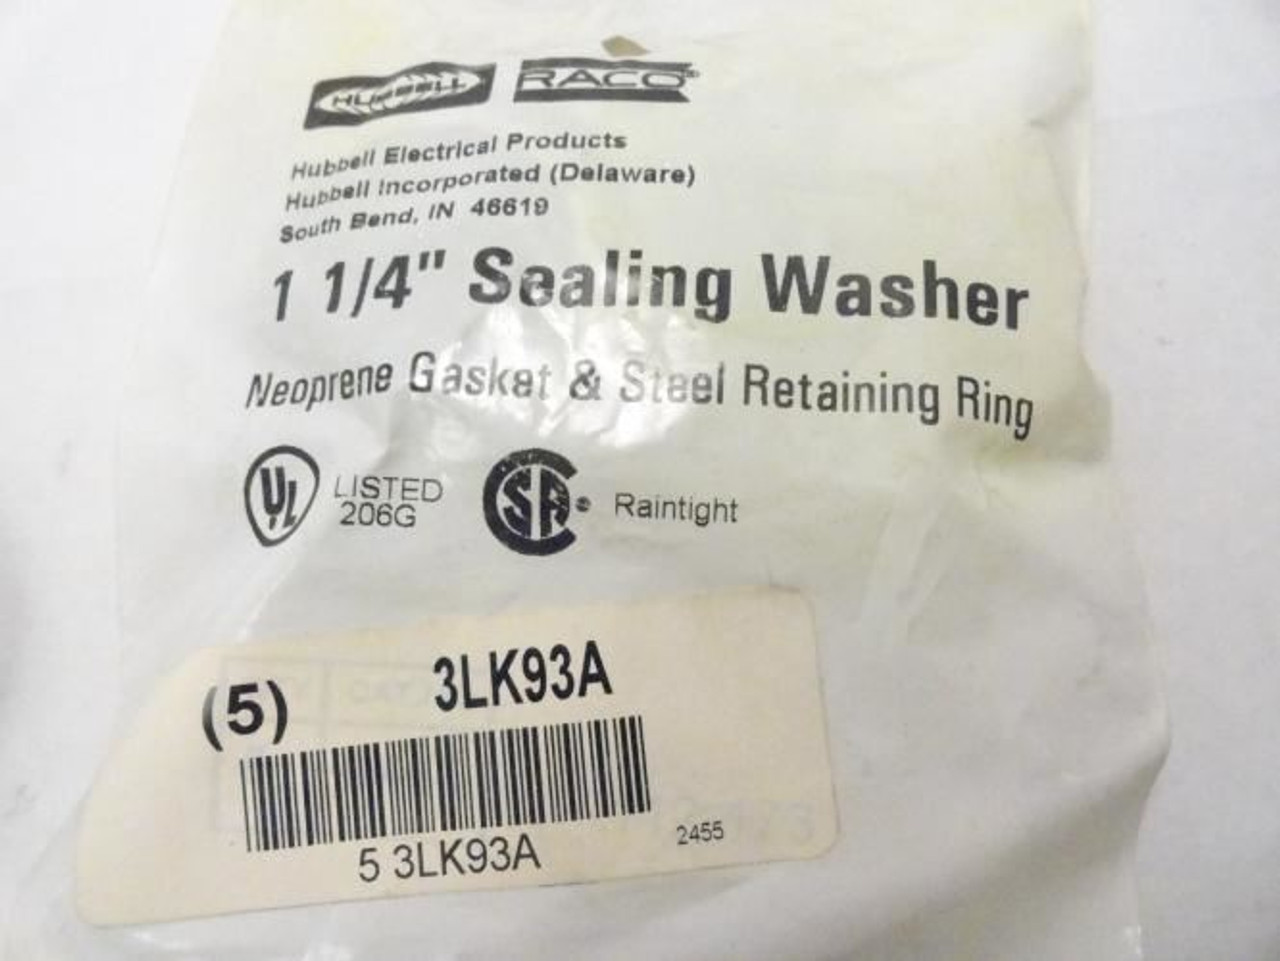 HUBBELL RACO®
Hubbell Electrical Products
Hubbell Incorporated (Delaware)
South Bend, IN 46619
1 1/4" Sealing Washer
Neoprene Gasket & Steel Retaining Ring
UL LISTED
206G
CSA® Raintight
(5) 3LK93A
5 3LK93A
2455